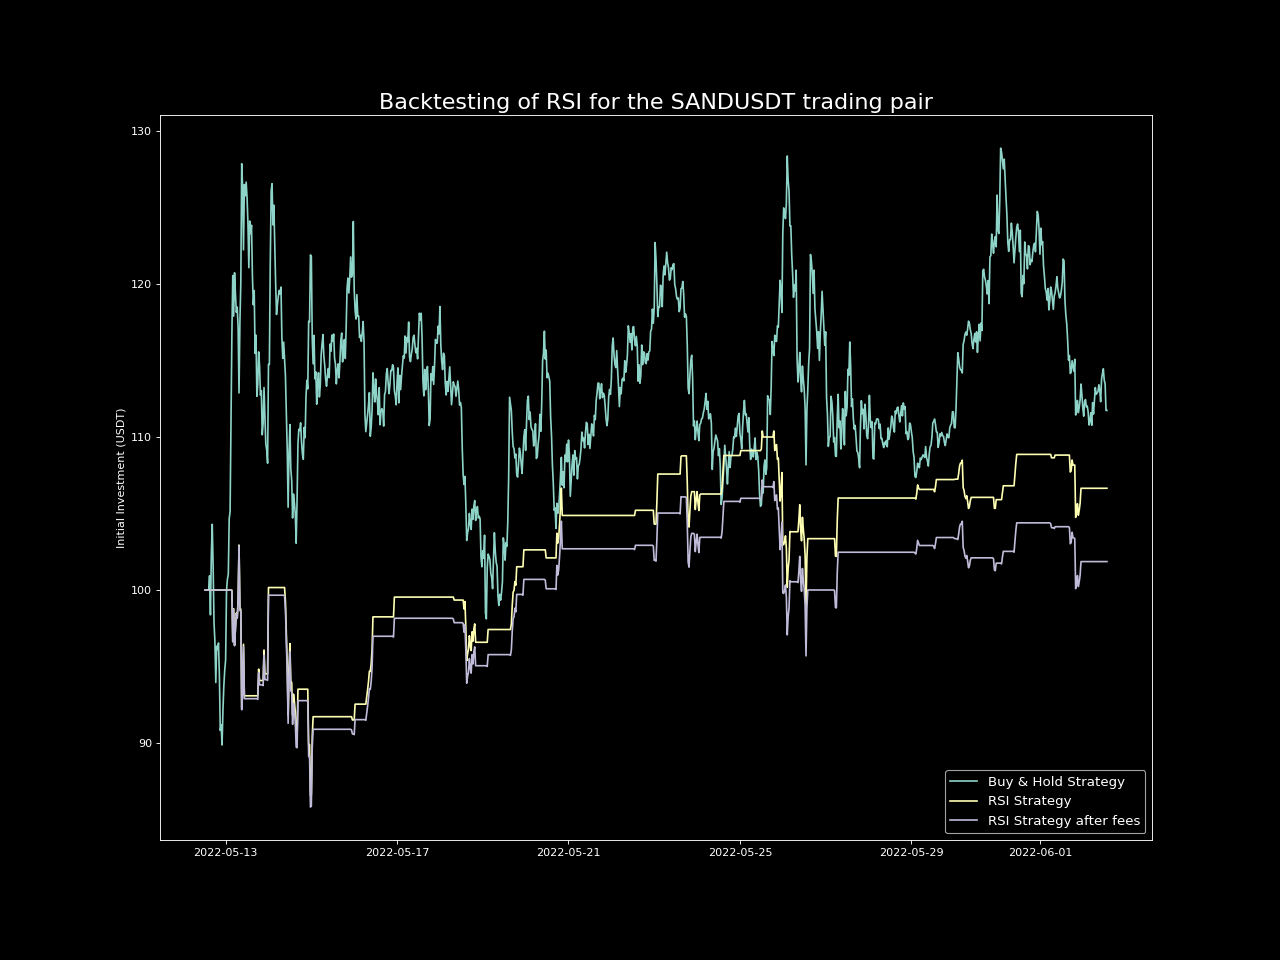 Backtesting of RSI for the SANDUSDT trading pair
Initial Investment (USDT)
130
120
110
100
90
2022-05-13
2022-05-17
2022-05-21
2022-05-25
2022-05-29
2022-06-01
Buy & Hold Strategy
RSI Strategy
RSI Strategy after fees